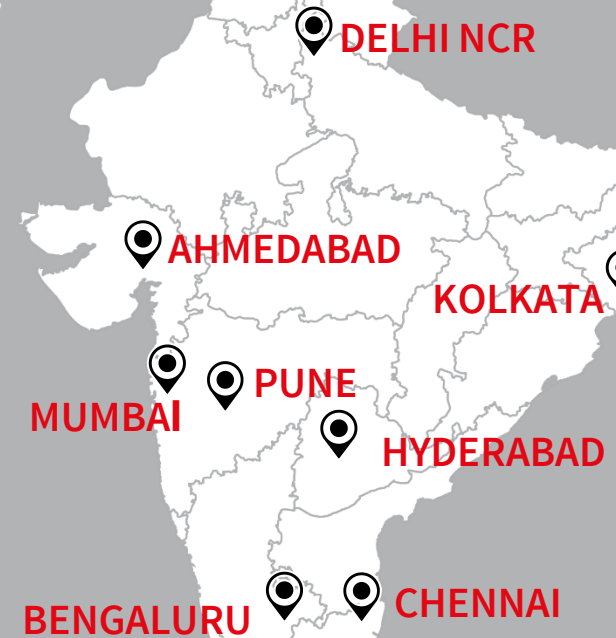 DELHI NCR
AHMEDABAD
KOLKATA
PUNE
MUMBAI
HYDERABAD
CHENNAI
BENGALURU